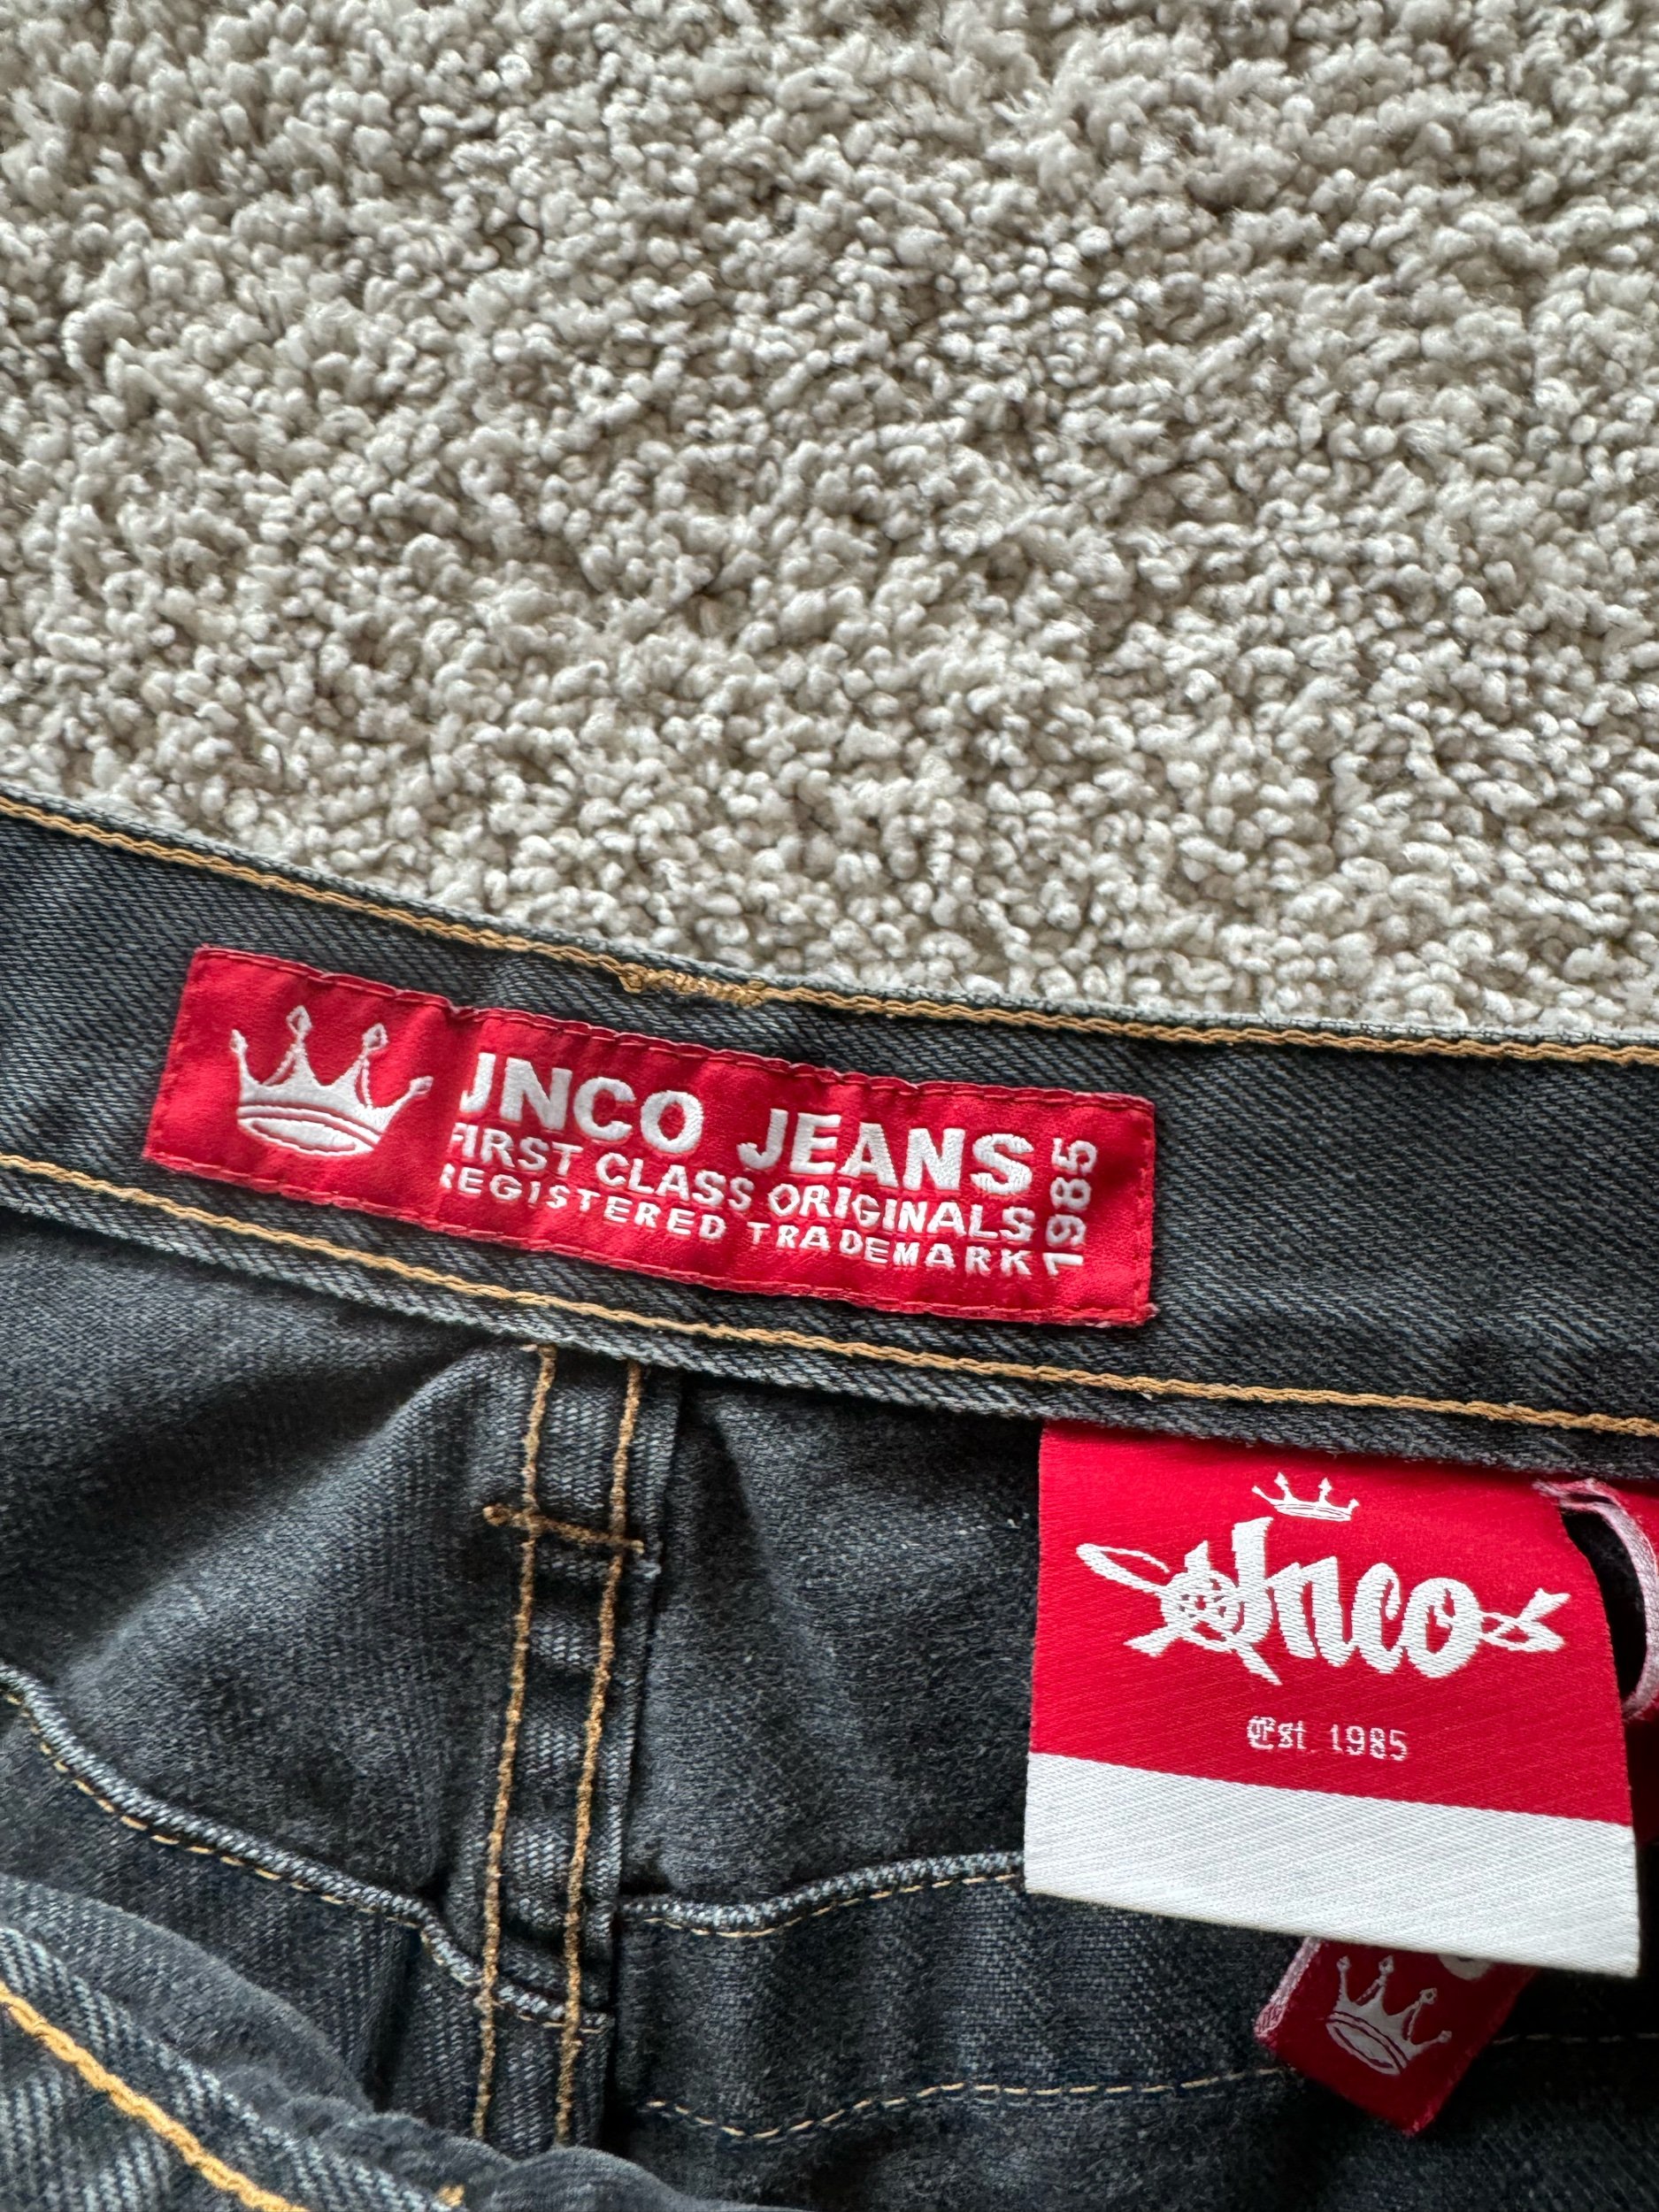 JNCO JEANS
FIRST CLASS ORIGINALS
REGISTERED TRADEMARK
1985
Jnco
Est. 1985